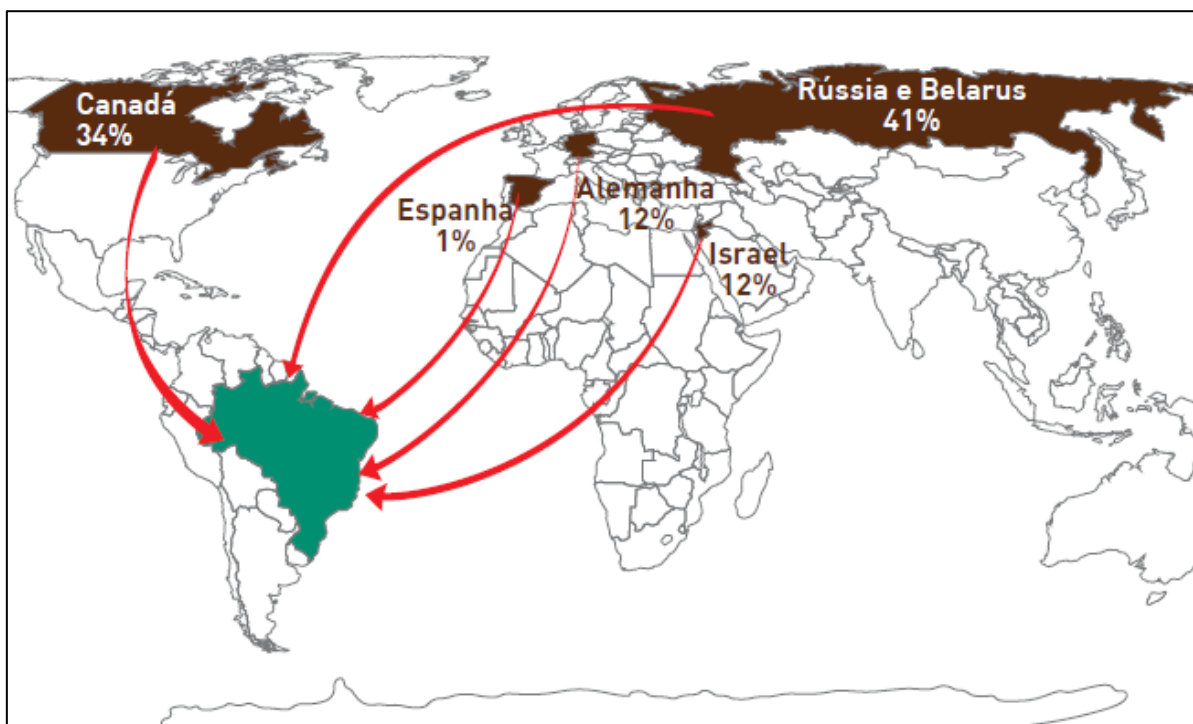 Canadá
34%
Rússia e Belarus
41%
Espanha
1%
Alemanha
12%
Israel
12%